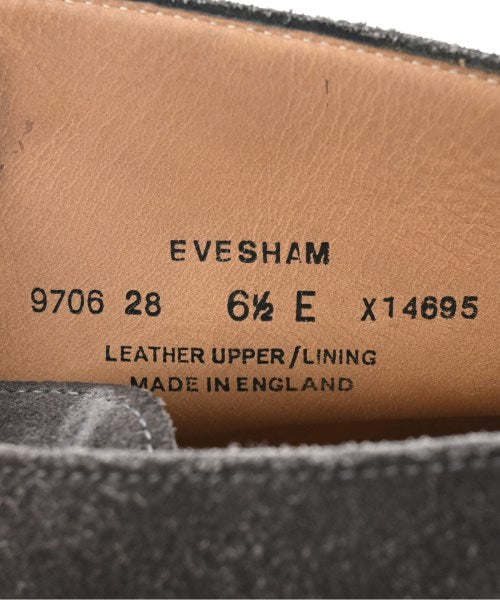 EVESHAM
9706 28 6½ E X14695
LEATHER UPPER/LINING
MADE IN ENGLAND